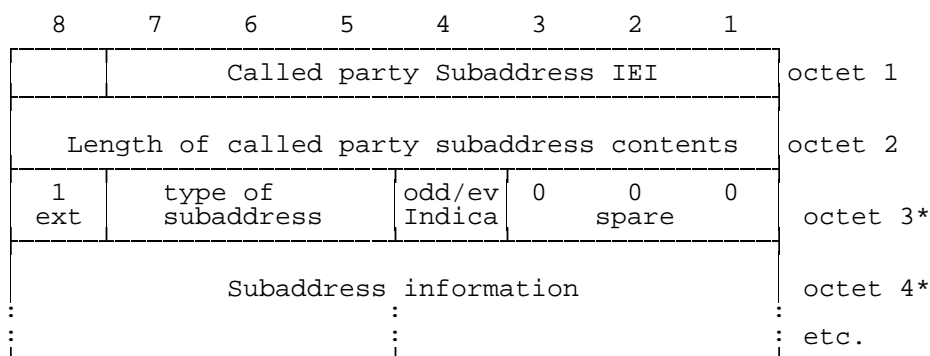 8 7 6 5 4 3 2 1
Called party Subaddress IEI octet 1
Length of called party subaddress contents octet 2
1 type of odd/ev 0 0 0
ext subaddress Indica spare octet 3*
Subaddress information octet 4*
: : :
: : : etc.